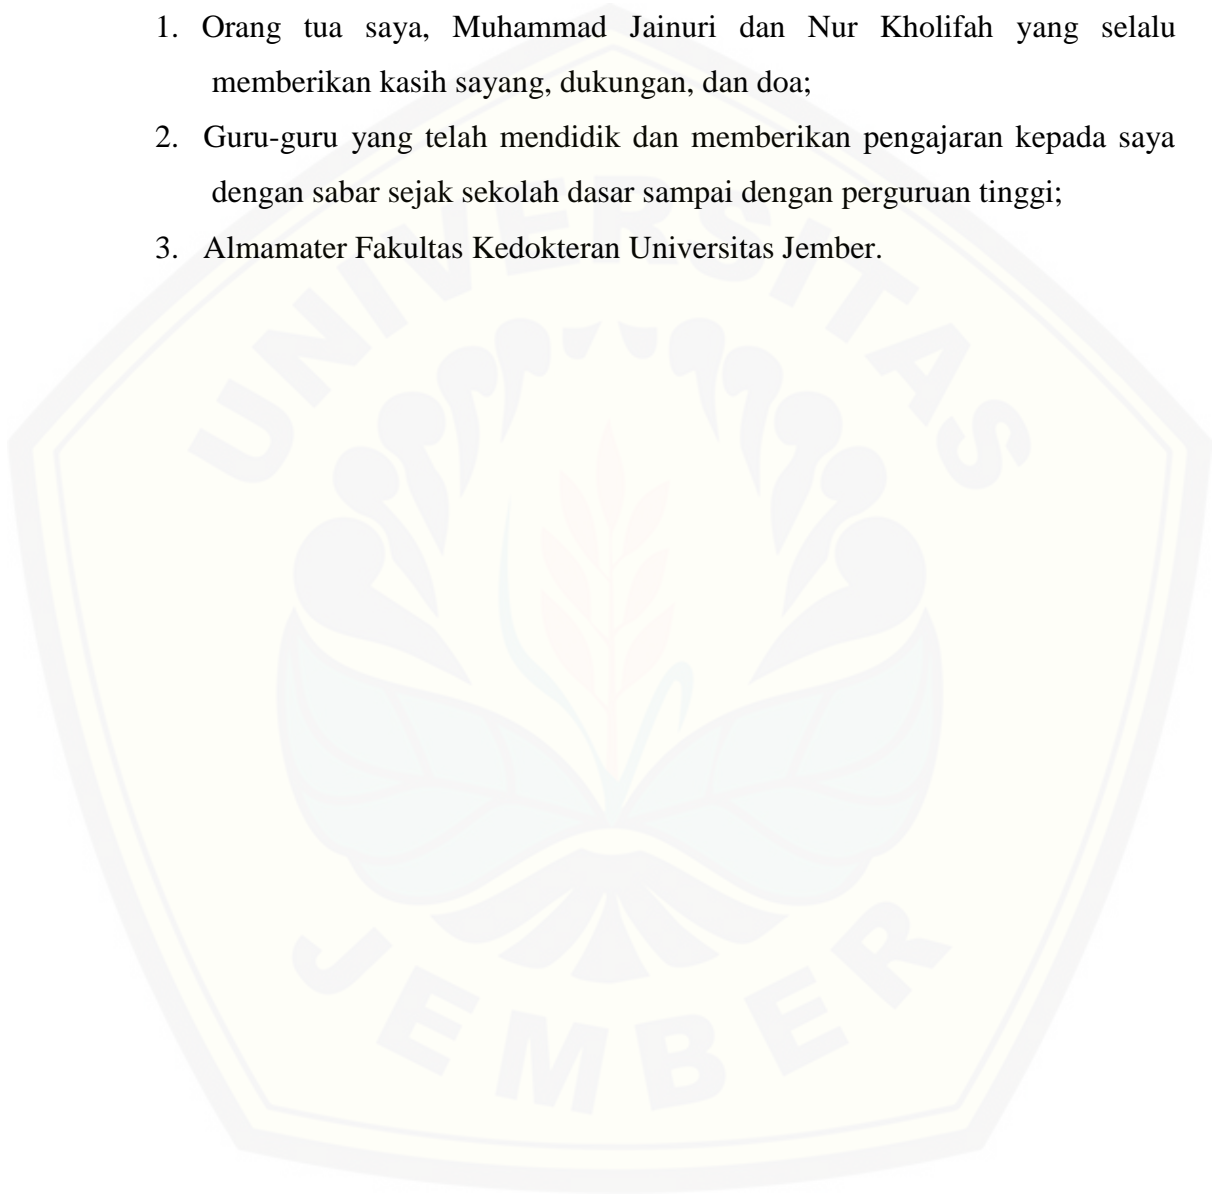 1. Orang tua saya, Muhammad Jainuri dan Nur Kholifah yang selalu
memberikan kasih sayang, dukungan, dan doa;
2. Guru-guru yang telah mendidik dan memberikan pengajaran kepada saya
dengan sabar sejak sekolah dasar sampai dengan perguruan tinggi;
3. Almamater Fakultas Kedokteran Universitas Jember.
UNIVERSITAS
JEMBER